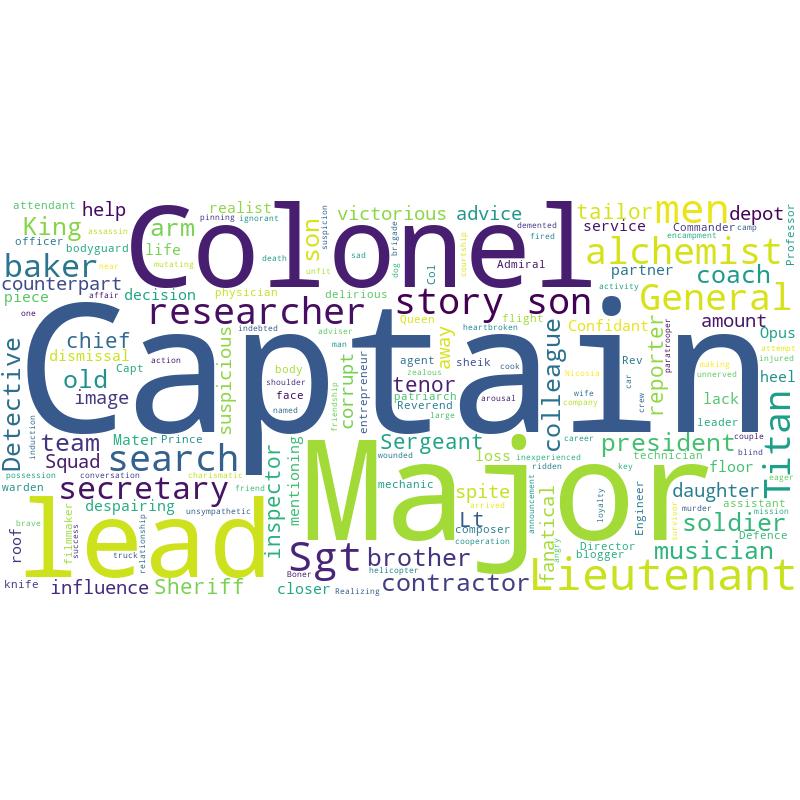 attendant
help
King
officer
assassin
bodyguard
baker
near
mutating
counterpart
piece
affair
decision
one
pinning
ignorant
realist
arm
life
death
physician
Colonel
son
suspicion
unfit
victorious
advice
sad
dog
brigade
Col
courtship
demented
fired
Admiral
delirious
tailor
men
depot
service
Commander
camp
encampment
Professor
alchemist
partner
coach
activity
General
researcher
story son
Captain
Detective
chief
dismissal
Capt
action
old
image
suspicious
indebted
adviser
man
body
shoulder
face
named
friendship
corrupt
entrepreneur
Queen
heartbroken
flight
away
agent
sheik
cook
zealous
tenor
patriarch
Reverend
arousal
large
Confidant
colleague
Rev
Nicosia
wife
company
car
crew
reporter
paratrooper
amount
Opus
attempt
injured
making
unnerved
heel
lack
leader
Titan
induction
team
Mater
Prince
Squad
search
possession
conversation
warden
charismatic
friend
secretary
inspector
mentioning
Major
Sergeant
wounded
loss
inexperienced
career
ridden
key
mechanic
spite
arrived
Lt
composer
cooperation
announcement
president
couple
blind
technician
floor
eager
daughter
assistant
mission
murder
survivor
soldier
Defence
loyalty
Engineer
musician
Director
blogger
fanatical
angry
Lieutenant
despairing
unsympathetic
lead
brave
roof
filmmaker
success
truck
relationship
knife
influence
Sheriff
Sgt
Boner
brother
helicopter
closer
Realizing
contractor